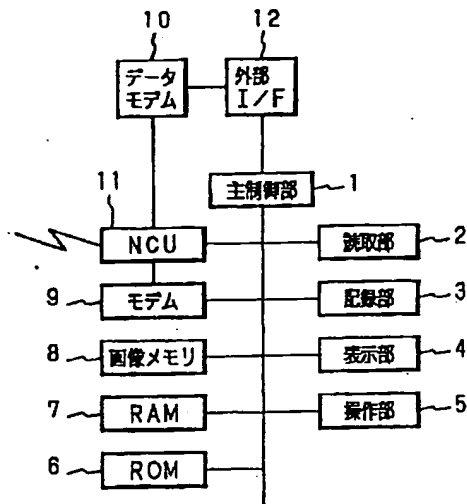 10
12
データ
モデム
外部
I/F
11
主制御部
1
NCU
読取部
2
9
モデム
記録部
3
8
画像メモリ
表示部
4
7
RAM
操作部
5
6
ROM